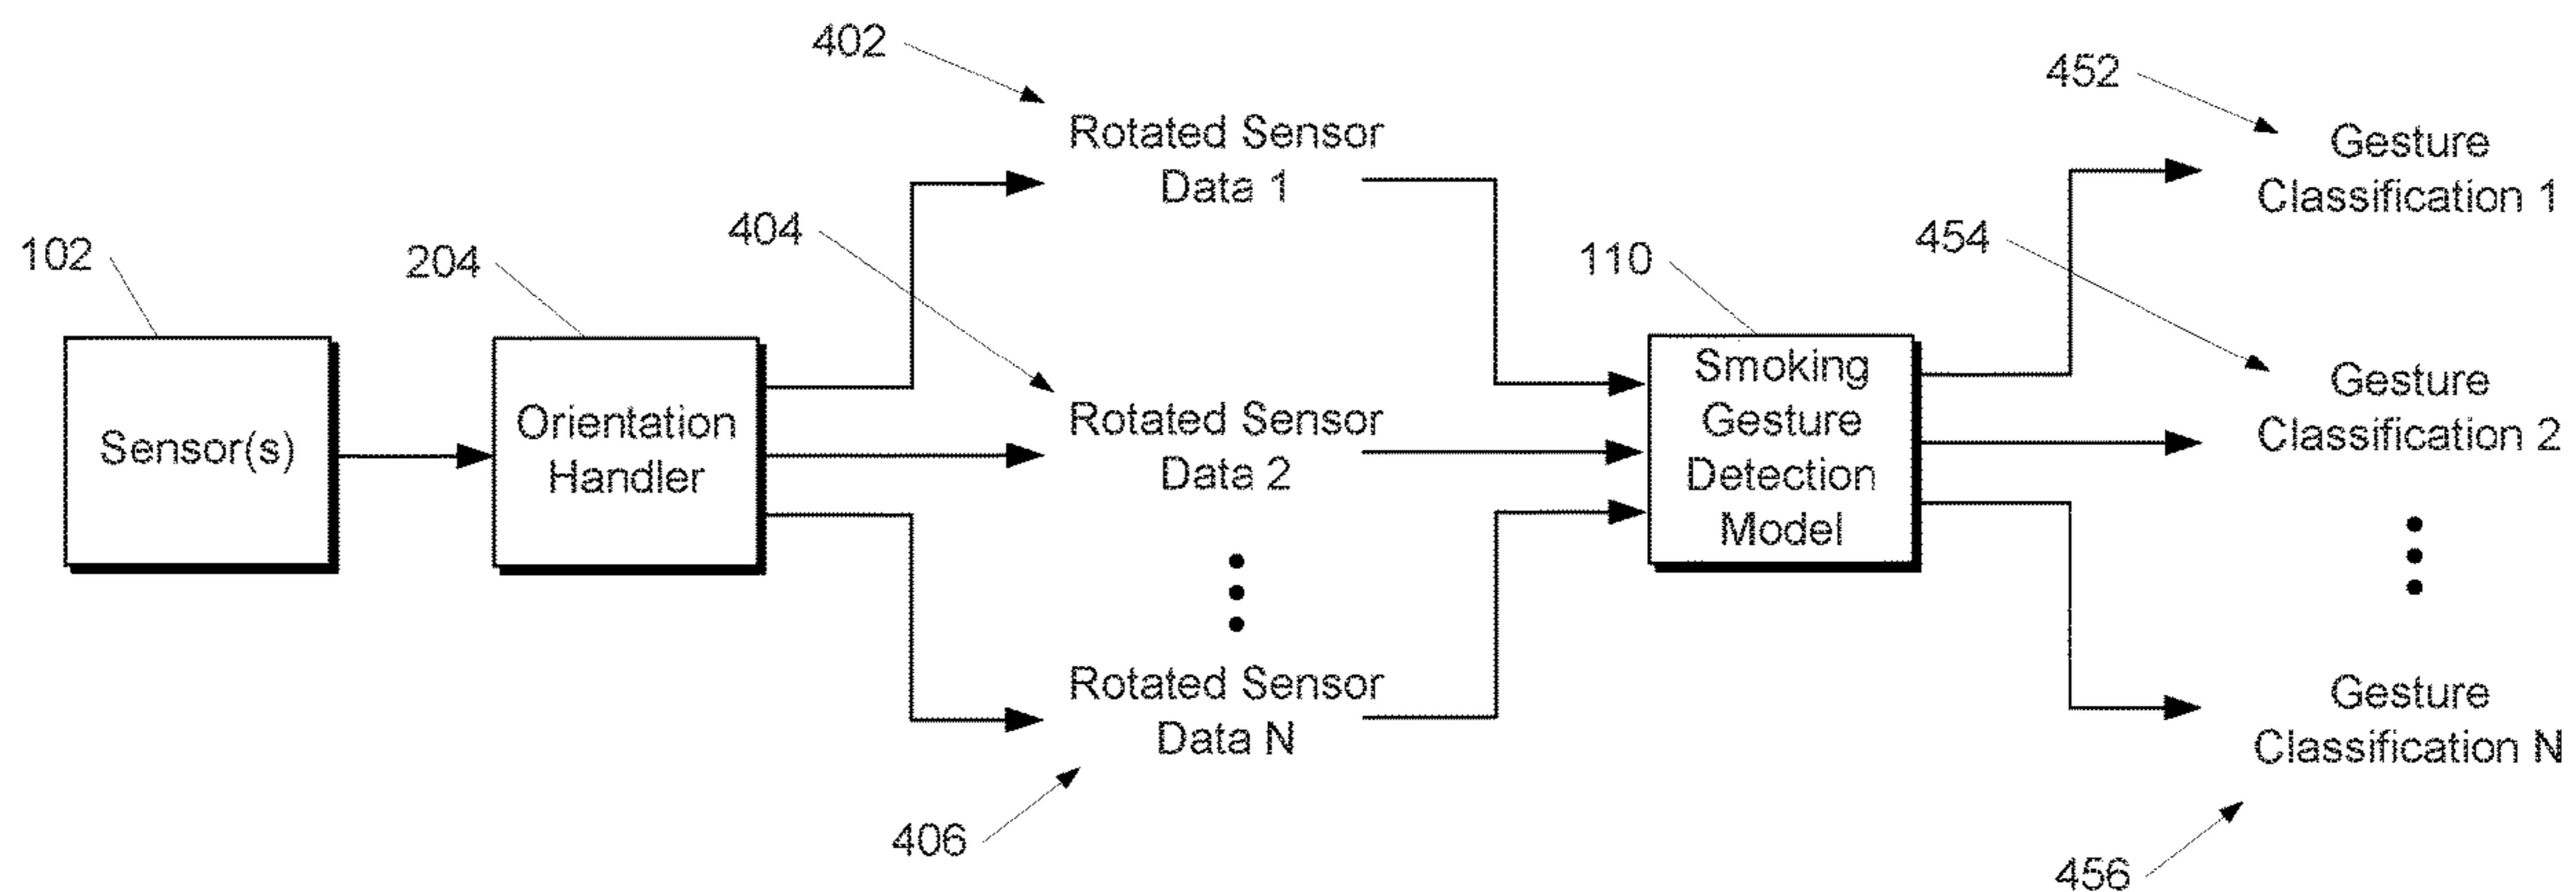 402
Rotated Sensor
Data 1
452
Gesture
Classification 1
102
204
404
110
454
Sensor(s)
Orientation
Handler
Rotated Sensor
Data 2
Smoking
Gesture
Detection
Model
Gesture
Classification 2
Rotated Sensor
Data N
406
Gesture
Classification N
456